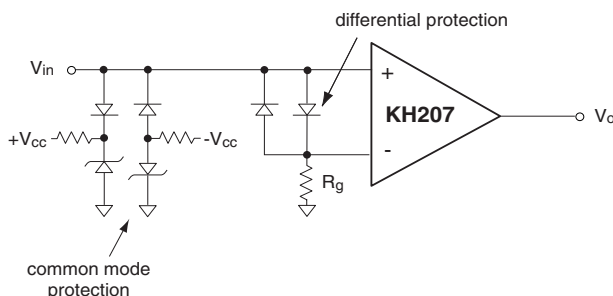 differential protection
Vin
+
KH207
Vo
+Vcc
-Vcc
-
Rg
common mode
protection